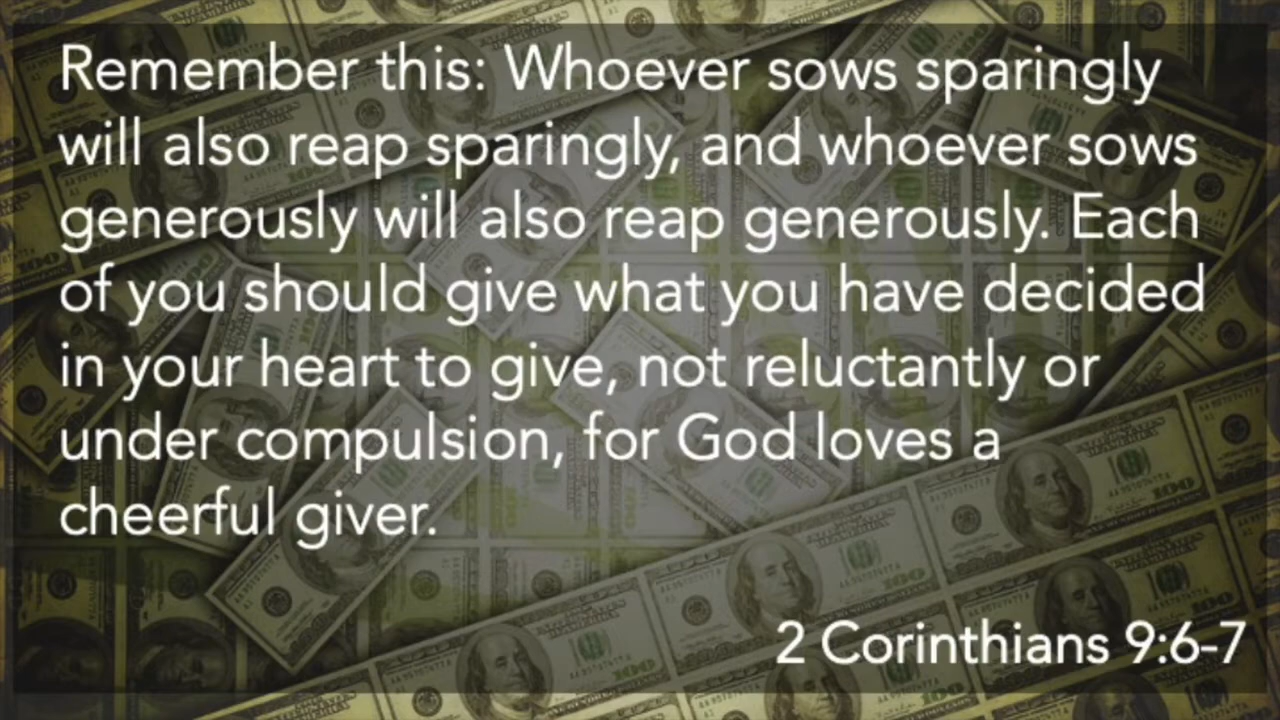 Remember this: Whoever sows sparingly
will also reap sparingly, and whoever sows
generously will also reap generously. Each
of you should give what you have decided
in your heart to give, not reluctantly or
under compulsion, for God loves a
cheerful giver.
2 Corinthians 9:6-7